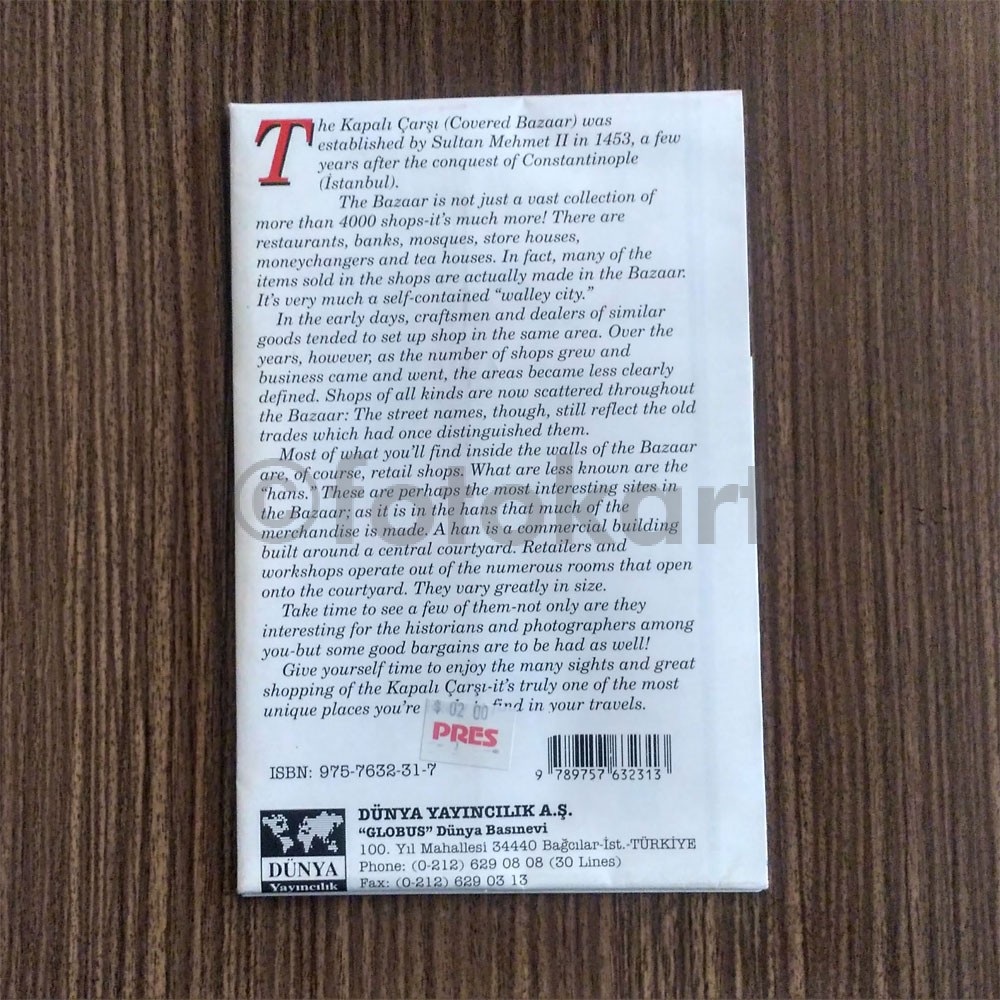 The Kapalı Çarşı (Covered Bazaar) was
established by Sultan Mehmet II in 1453, a few
years after the conquest of Constantinople
(İstanbul).
The Bazaar is not just a vast collection of
more than 4000 shops-it's much more! There are
restaurants, banks, mosques, store houses,
moneychangers and tea houses. In fact, many of the
items sold in the shops are actually made in the Bazaar.
It's very much a self-contained "walley city."
In the early days, craftsmen and dealers of similar
goods tended to set up shop in the same area. Over the
years, however, as the number of shops grew and
business came and went, the areas became less clearly
defined. Shops of all kinds are now scattered throughout
the Bazaar: The street names, though, still reflect the old
trades which had once distinguished them.
Most of what you'll find inside the walls of the Bazaar
are, of course, retail shops. What are less known are the
"hans." These are perhaps the most interesting sites in
the Bazaar; as it is in the hans that much of the
merchandise is made. A han is a commercial building
built around a central courtyard. Retailers and
workshops operate out of the numerous rooms that open
onto the courtyard. They vary greatly in size.
Take time to see a few of them-not only are they
interesting for the historians and photographers among
you-but some good bargains are to be had as well!
Give yourself time to enjoy the many sights and great
shopping of the Kapalı Çarşı-it's truly one of the most
unique places you're find in your travels.
$ 02 00
PRES
ISBN: 975-7632-31-7
9 789757 632313
DÜNYA YAYINCILIK A.Ş.
"GLOBUS" Dünya Basınevi
100. Yıl Mahallesi 34440 Bağcılar-İst.-TÜRKİYE
Phone: (0-212) 629 08 08 (30 Lines)
Fax: (0-212) 629 03 13
DÜNYA
Yayıncılık
©fotokart